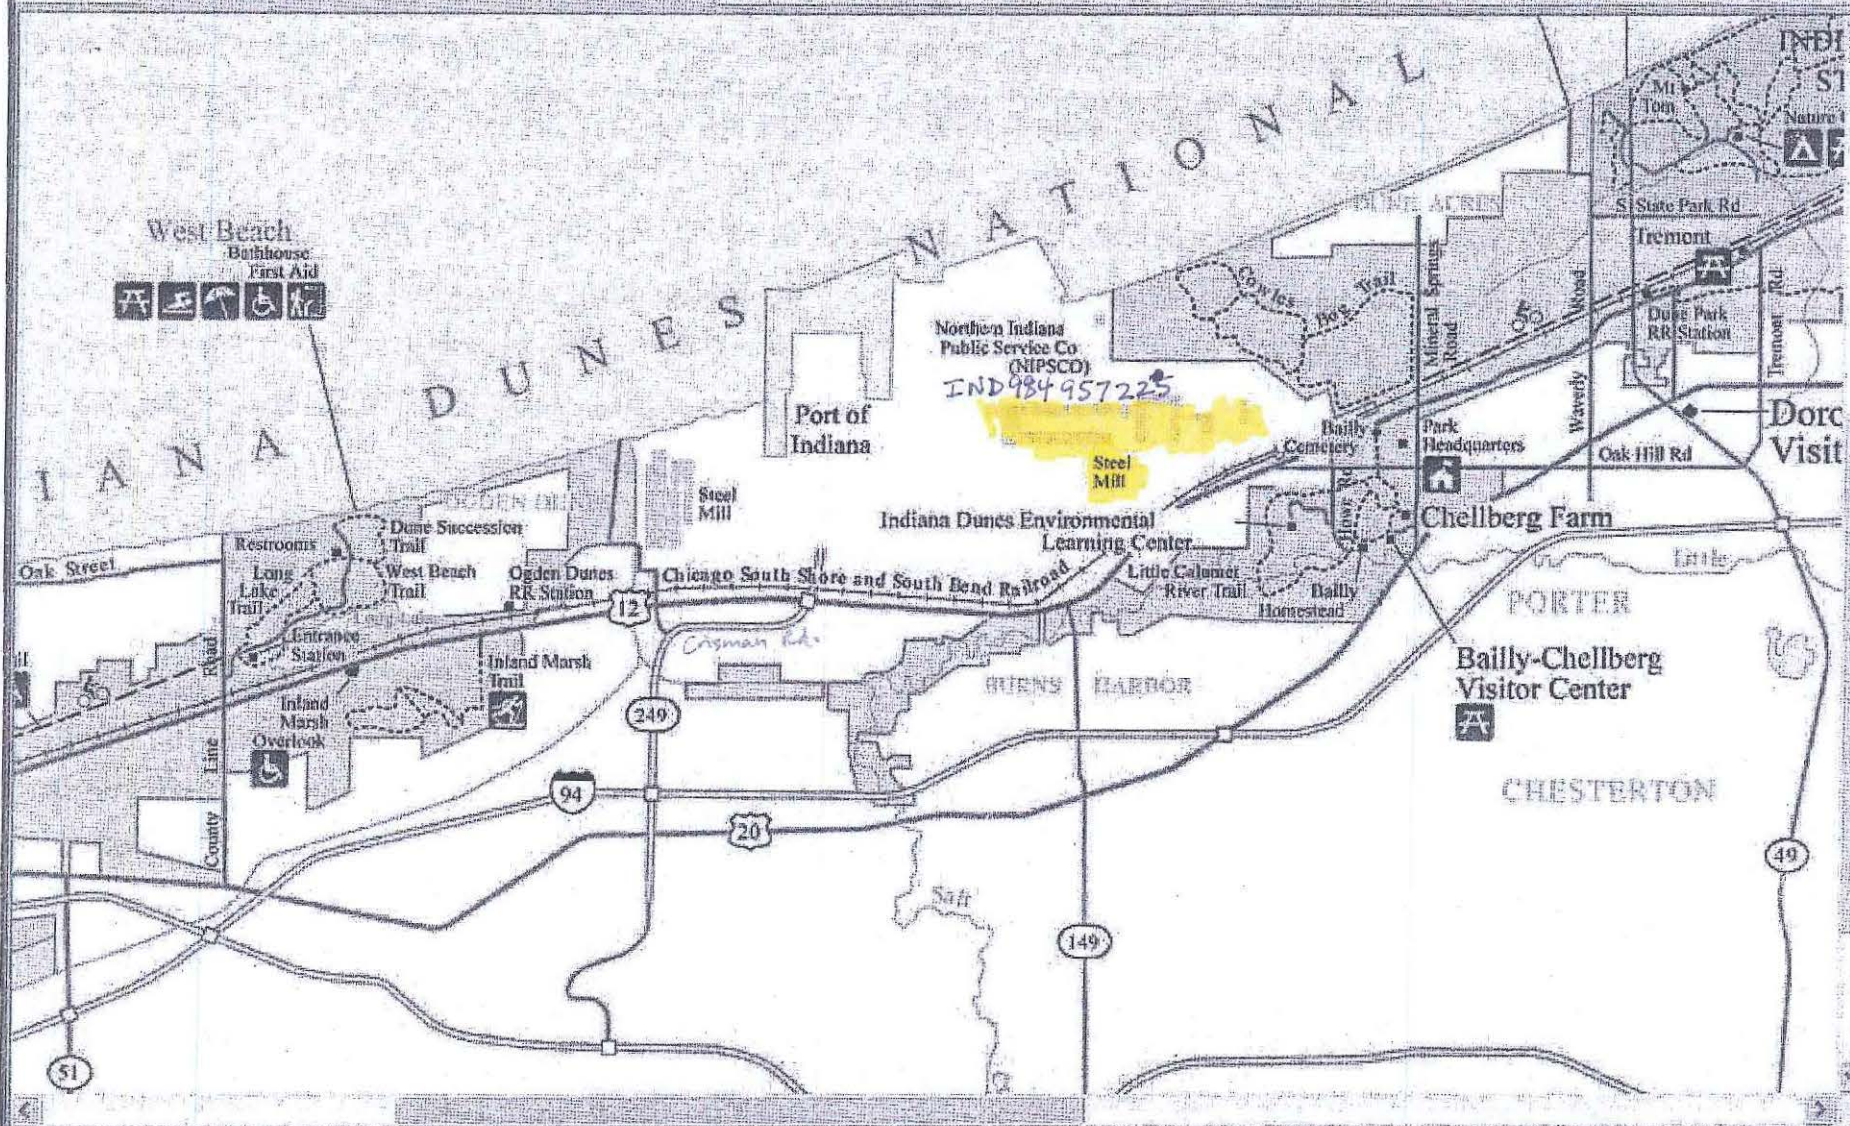 IANA DUNES NATIONAL
West Beach
Bathhouse
First Aid
Mt
Tom
S. State Park Rd
Tremont
DUNE ACRES
Cowles Bog Trail
Mineral Springs
Road
Dune Park
RR Station
Tremont Rd
Waverly Road
Northern Indiana
Public Service Co
(NIPSCO)
IND984957225
Port of
Indiana
Steel
Mill
Steel
Mill
Bailly
Cemetery
Park
Headquarters
Oak Hill Rd
Indiana Dunes Environmental
Learning Center
Chellberg Farm
Little Calumet
River Trail
Bailly
Homestead
Little
PORTER
Bailly-Chellberg
Visitor Center
CHESTERTON
BURNS HARBOR
Dune Succession
Trail
Restrooms
Oak Street
Long
Lake
Trail
West Beach
Trail
Ogden Dunes
RR Station
Chicago South Shore and South Bend Railroad
12
Crisman Rd.
Entrance
Station
Inland Marsh
Trail
Inland
Marsh
Overlook
County Line Road
249
94
20
Salt
149
49
51